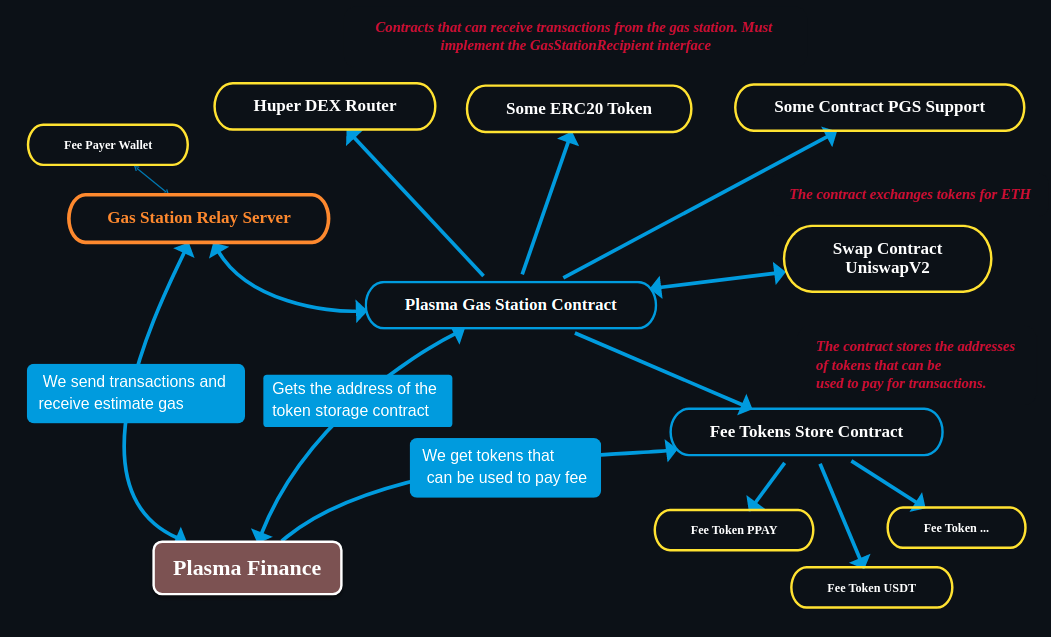 Contracts that can receive transactions from the gas station. Must
implement the GasStationRecipient interface
Huper DEX Router
Some ERC20 Token
Some Contract PGS Support
Fee Payer Wallet
The contract exchanges tokens for ETH
Gas Station Relay Server
Swap Contract
UniswapV2
Plasma Gas Station Contract
The contract stores the addresses
of tokens that can be
used to pay for transactions.
We send transactions and
receive estimate gas
Gets the address of the
token storage contract
Fee Tokens Store Contract
We get tokens that
can be used to pay fee
Fee Token PPAY
Fee Token ...
Plasma Finance
Fee Token USDT